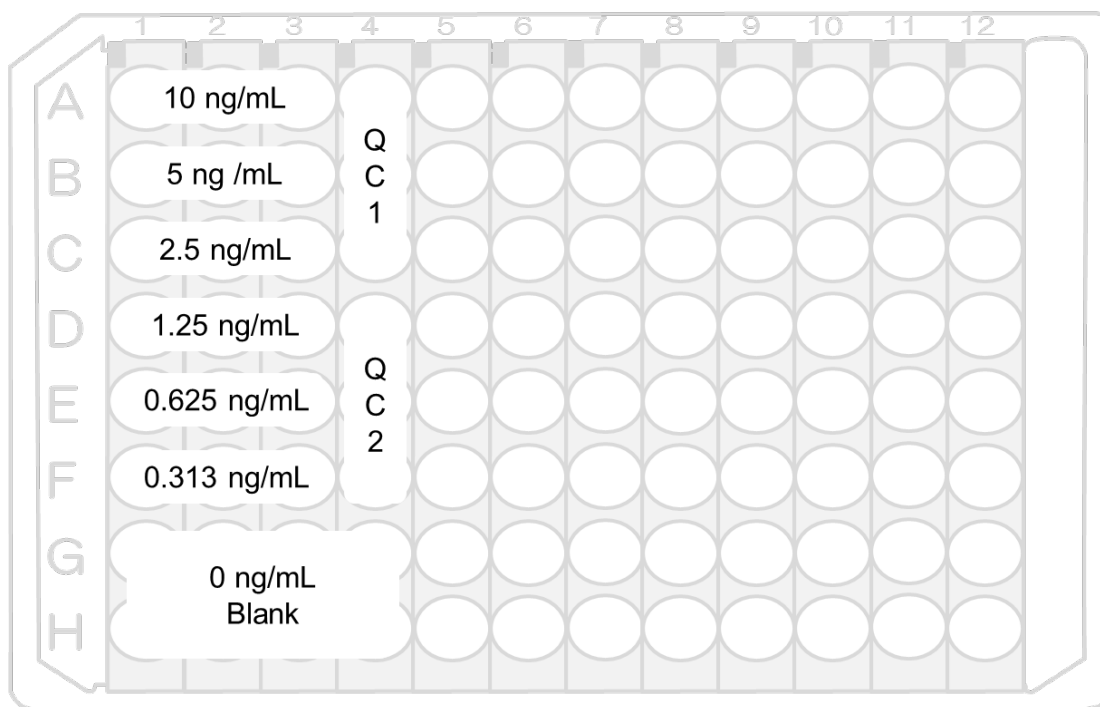 1 2 3 4 5 6 7 8 9 10 11 12
A
10 ng/mL
B
5 ng /mL
C
2.5 ng/mL
Q
C
1
D
1.25 ng/mL
E
0.625 ng/mL
F
0.313 ng/mL
Q
C
2
G
H
0 ng/mL
Blank